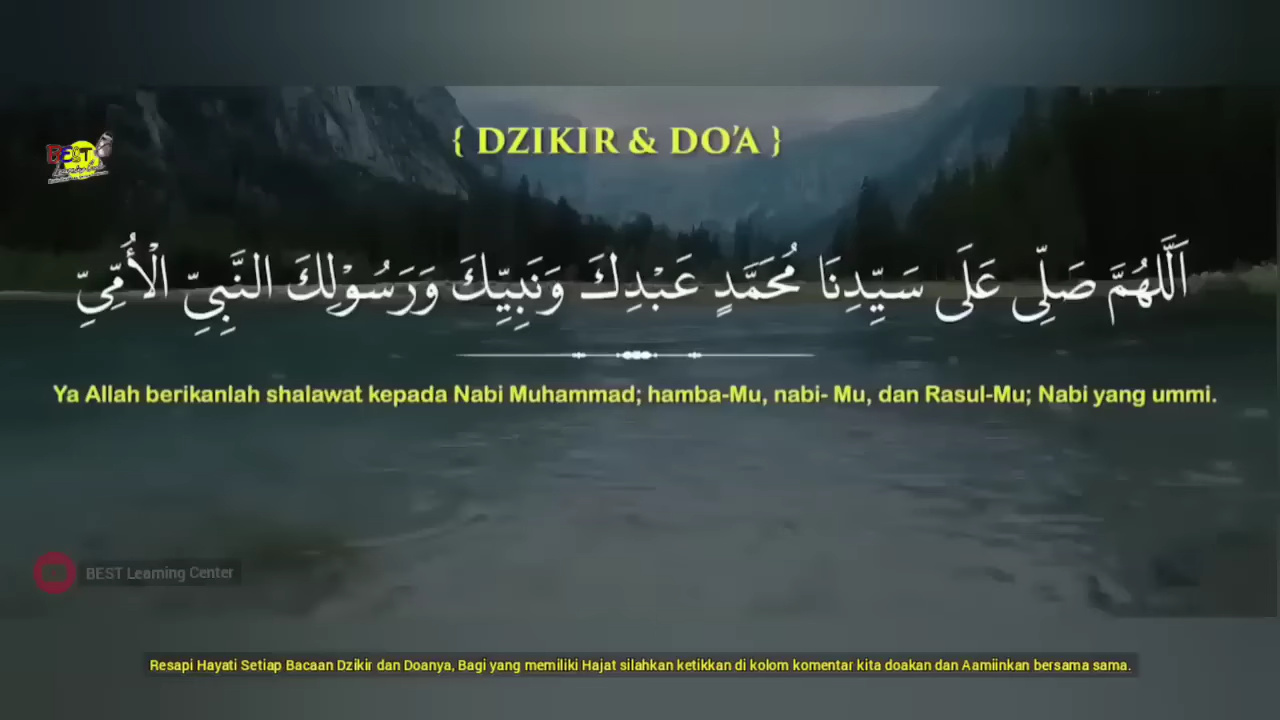 BEST
{ DZIKIR & DO'A }
اَللّٰهُمَّ صَلِّى عَلَى سَيِّدِنَا مُحَمَّدٍ عَبْدِكَ وَنَبِيِّكَ وَرَسُوْلِكَ النَّبِيِّ الْأُمِّيِّ
Ya Allah berikanlah shalawat kepada Nabi Muhammad; hamba-Mu, nabi- Mu, dan Rasul-Mu; Nabi yang ummi.
BEST Learning Center
Resapi Hayati Setiap Bacaan Dzikir dan Doanya, Bagi yang memiliki Hajat silahkan ketikkan di kolom komentar kita doakan dan Aamiinkan bersama sama.